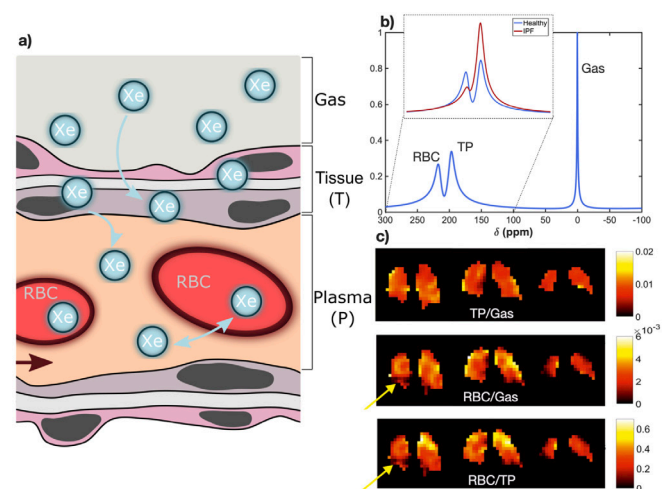 a)
Xe
Xe
Xe
Xe
Gas
Xe
Xe
Xe
Tissue
(T)
Xe
RBC
RBC
Xe
Xe
Xe
Plasma
(P)
b)
1
0.8
0.6
0.4
0.2
0
Healthy
IPF
Gas
RBC
TP
300 250 200 150 100 50 0 -50 -100
δ (ppm)
c)
TP/Gas
0.02
0.01
0
RBC/Gas
×10⁻³
6
4
2
0
RBC/TP
0.6
0.4
0.2
0